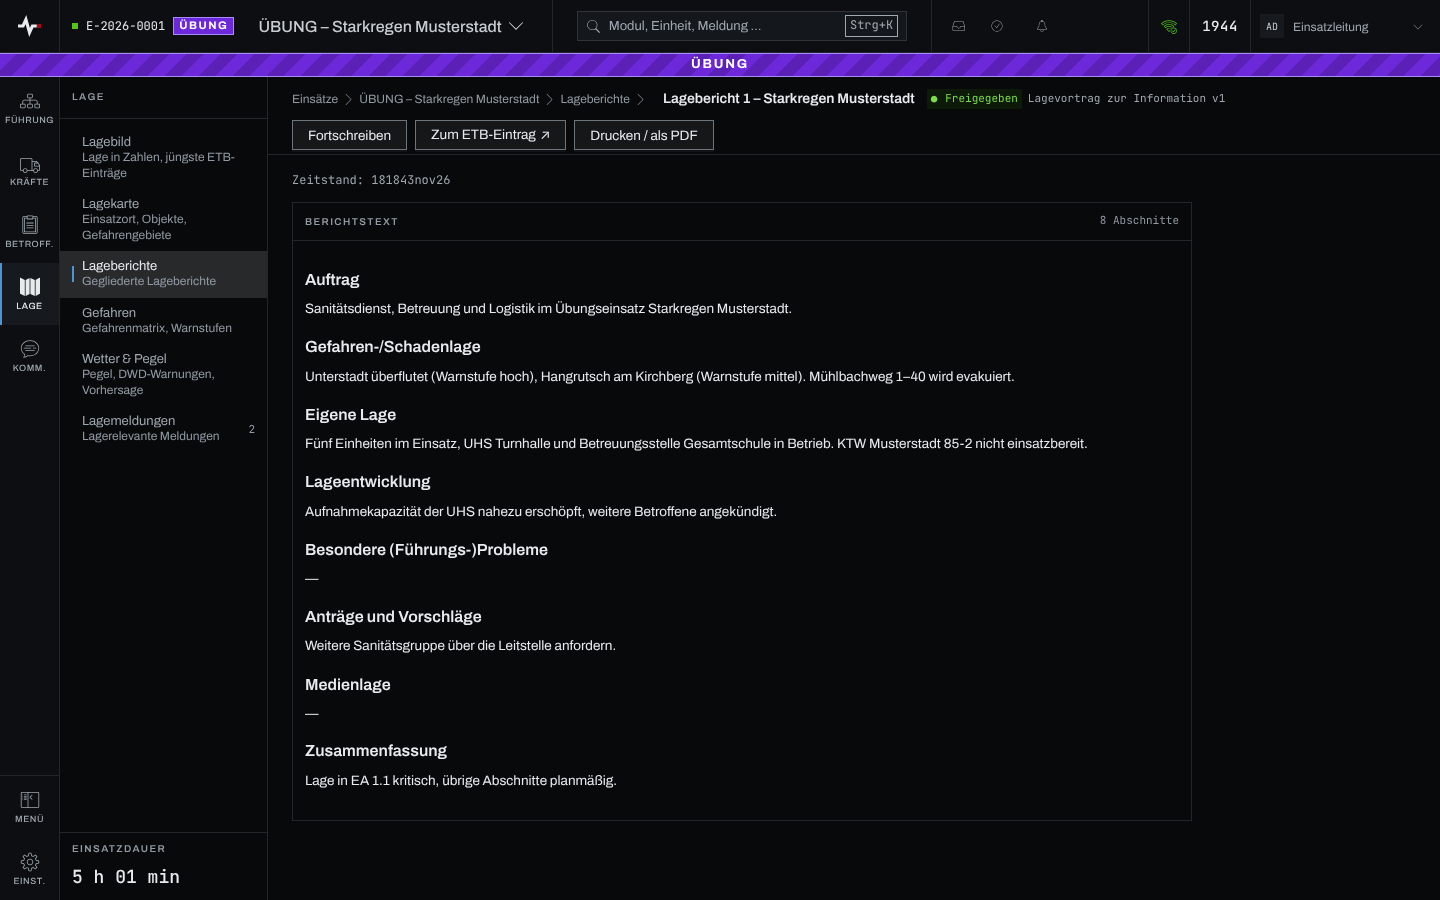 E-2026-0001 ÜBUNG ÜBUNG – Starkregen Musterstadt Modul, Einheit, Meldung ... Strg+K 1944 AD Einsatzleitung
ÜBUNG
FÜHRUNG
KRÄFTE
BETROFF.
LAGE
KOMM.
MENÜ
EINST.
LAGE
Lagebild
Lage in Zahlen, jüngste ETB-
Einträge
Lagekarte
Einsatzort, Objekte,
Gefahrengebiete
Lageberichte
Gegliederte Lageberichte
Gefahren
Gefahrenmatrix, Warnstufen
Wetter & Pegel
Pegel, DWD-Warnungen,
Vorhersage
Lagemeldungen
Lagerelevante Meldungen 2
EINSATZDAUER
5 h 01 min
Einsätze ÜBUNG – Starkregen Musterstadt Lageberichte Lagebericht 1 – Starkregen Musterstadt Freigegeben Lagevortrag zur Information v1
Fortschreiben Zum ETB-Eintrag ↗ Drucken / als PDF
Zeitstand: 181843nov26
BERICHTSTEXT 8 Abschnitte
Auftrag
Sanitätsdienst, Betreuung und Logistik im Übungseinsatz Starkregen Musterstadt.
Gefahren-/Schadenlage
Unterstadt überflutet (Warnstufe hoch), Hangrutsch am Kirchberg (Warnstufe mittel). Mühlbachweg 1–40 wird evakuiert.
Eigene Lage
Fünf Einheiten im Einsatz, UHS Turnhalle und Betreuungsstelle Gesamtschule in Betrieb. KTW Musterstadt 85-2 nicht einsatzbereit.
Lageentwicklung
Aufnahmekapazität der UHS nahezu erschöpft, weitere Betroffene angekündigt.
Besondere (Führungs-)Probleme
—
Anträge und Vorschläge
Weitere Sanitätsgruppe über die Leitstelle anfordern.
Medienlage
—
Zusammenfassung
Lage in EA 1.1 kritisch, übrige Abschnitte planmäßig.